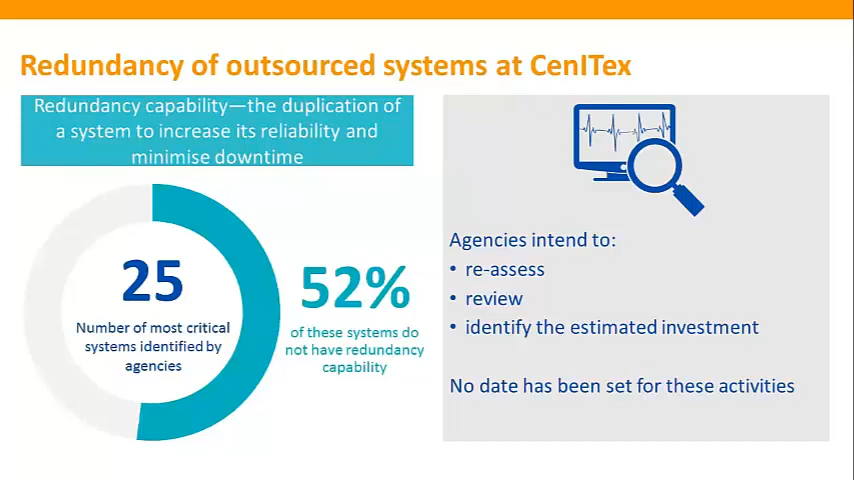 Redundancy of outsourced systems at CenITex
Redundancy capability—the duplication of
a system to increase its reliability and
minimise downtime
25
Number of most critical
systems identified by
agencies
52%
of these systems do
not have redundancy
capability
Agencies intend to:
• re-assess
• review
• identify the estimated investment
No date has been set for these activities